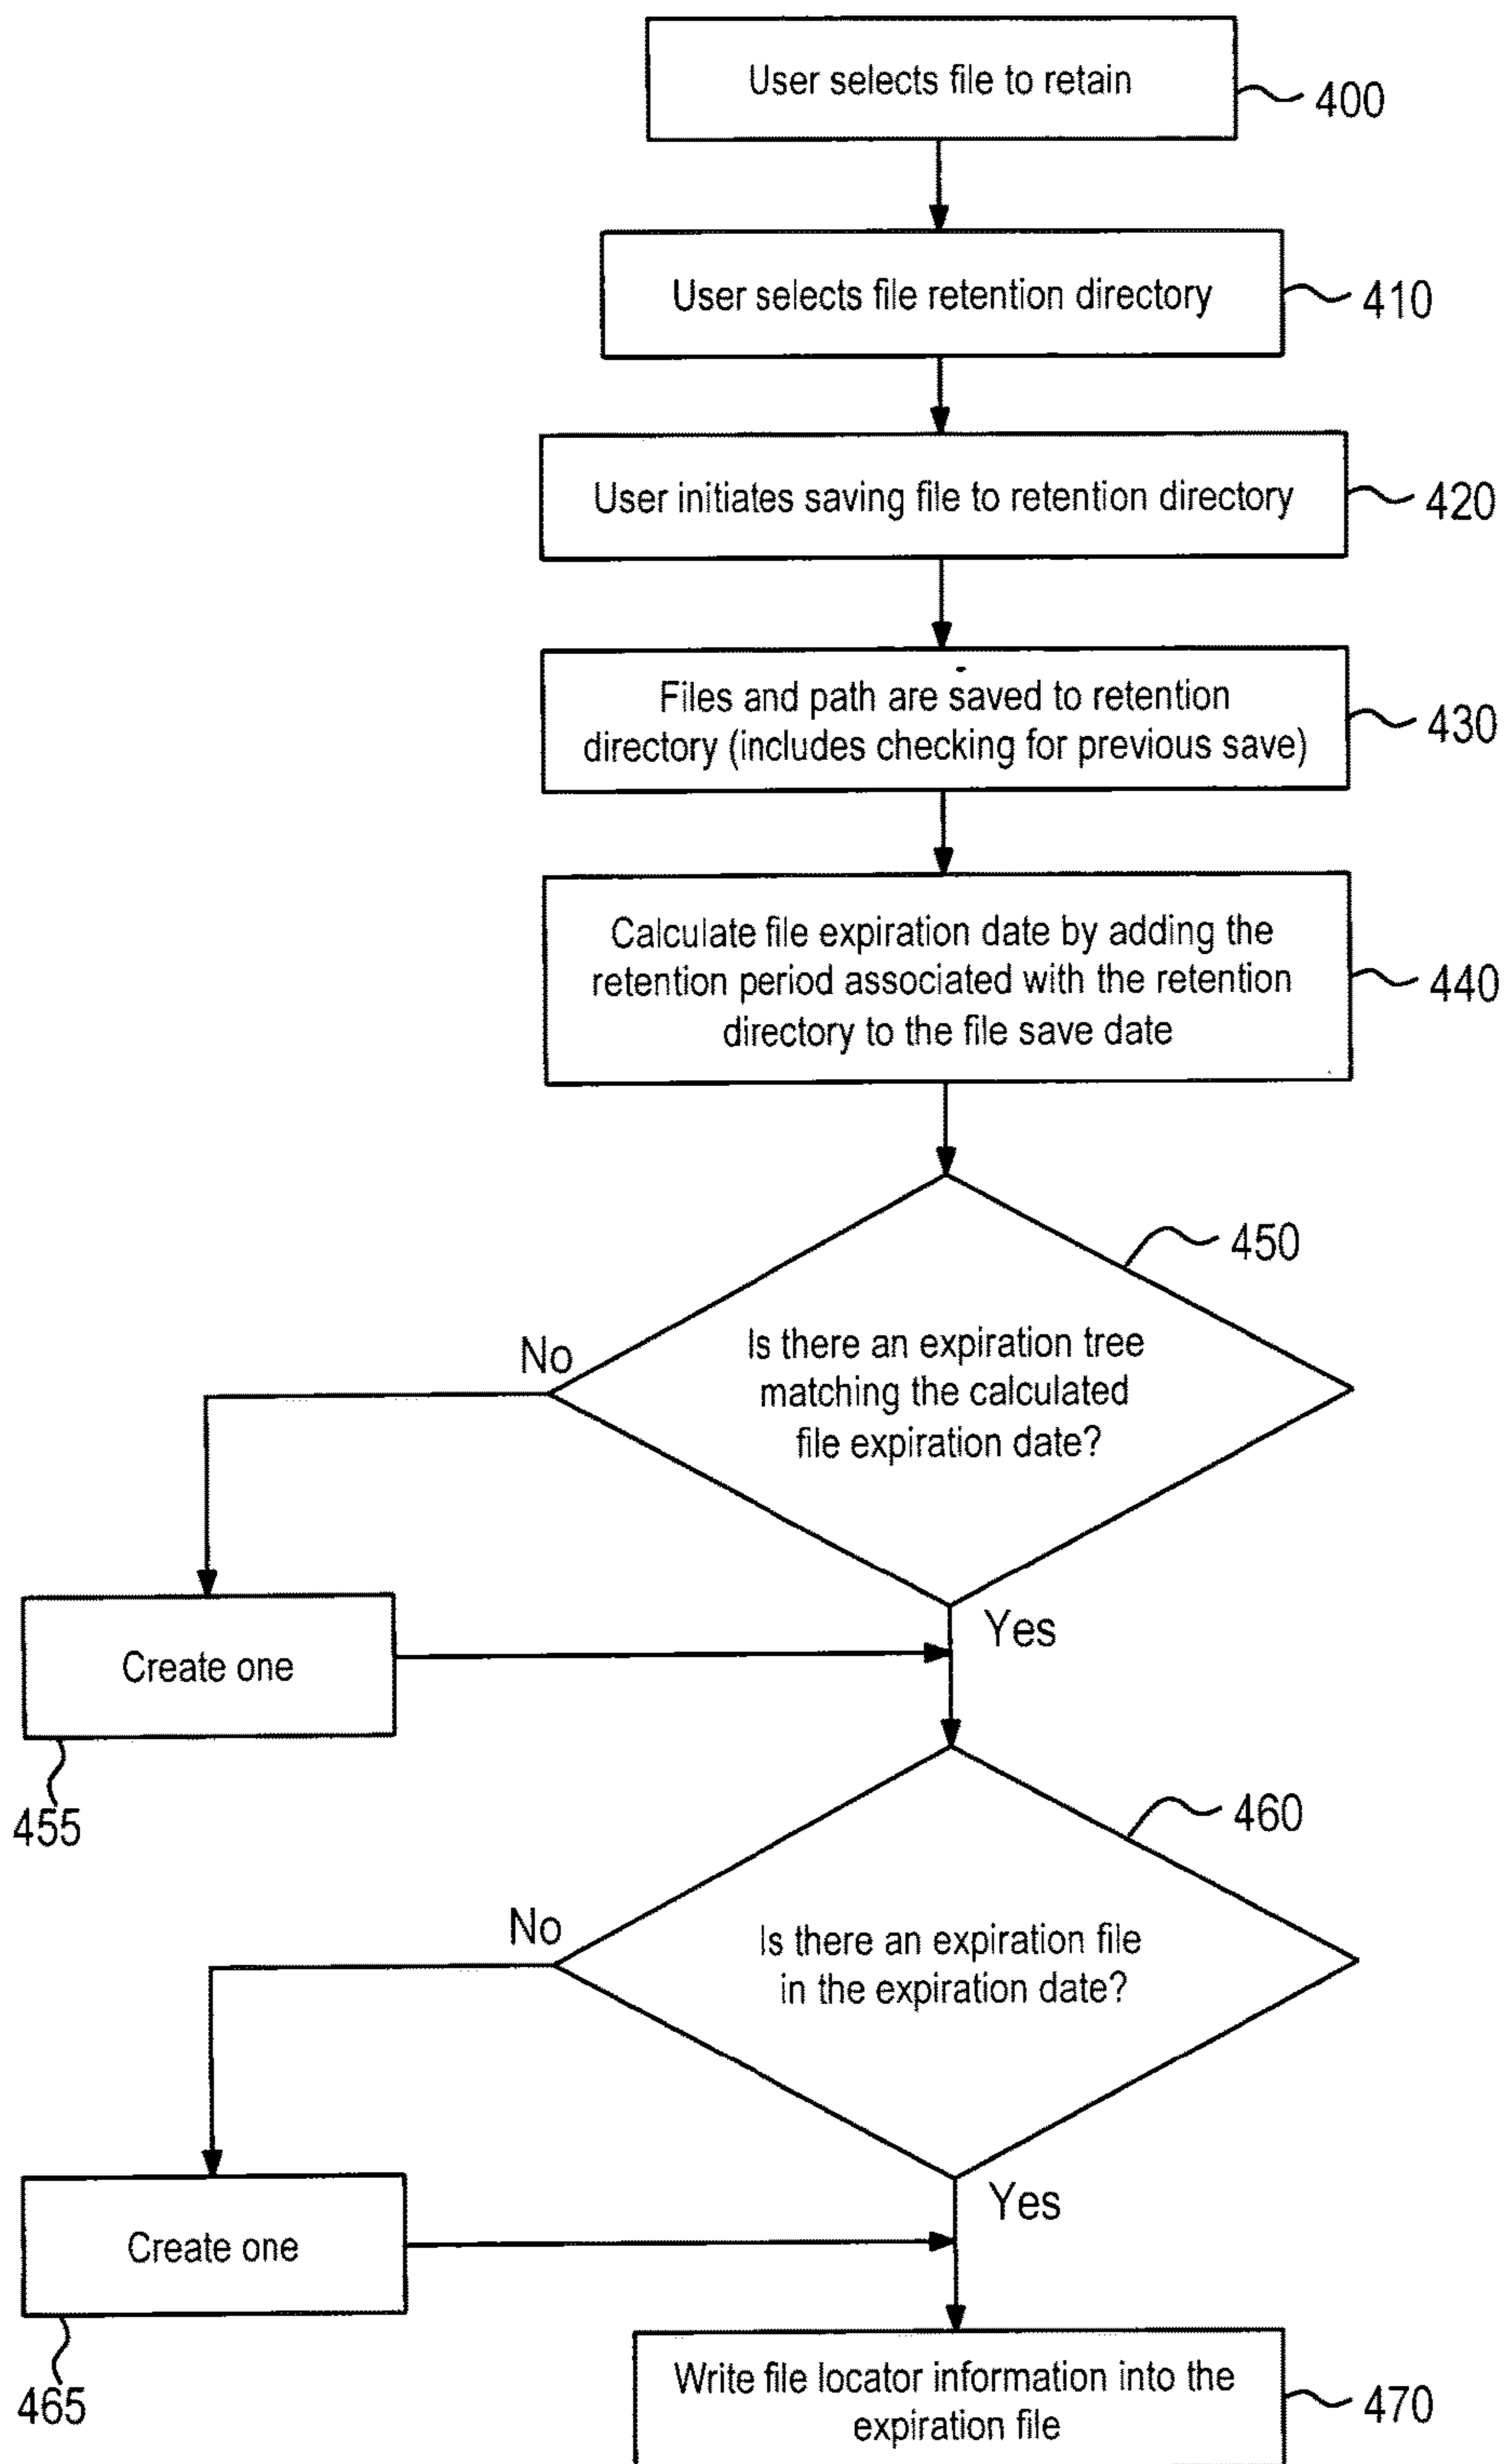 User selects file to retain
400
User selects file retention directory
410
User initiates saving file to retention directory
420
Files and path are saved to retention
directory (includes checking for previous save)
430
Calculate file expiration date by adding the
retention period associated with the retention
directory to the file save date
440
450
Is there an expiration tree
matching the calculated
file expiration date?
No
Yes
Create one
455
460
Is there an expiration file
in the expiration date?
No
Yes
Create one
465
Write file locator information into the
expiration file
470